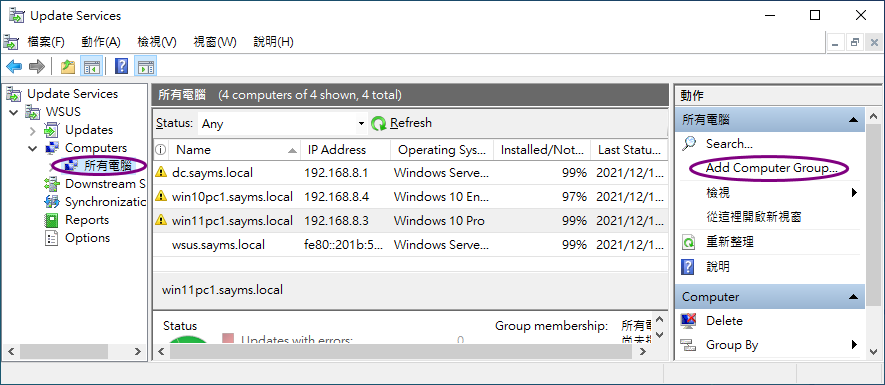 Update Services
檔案(F) 動作(A) 檢視(V) 視窗(W) 說明(H)
Update Services
WSUS
Updates
Computers
所有電腦
Downstream S
Synchronizatic
Reports
Options
所有電腦 (4 computers of 4 shown, 4 total)
Status: Any Refresh
Name IP Address Operating Sys... Installed/Not... Last Statu...
dc.sayms.local 192.168.8.1 Windows Serve... 99% 2021/12/1...
win10pc1.sayms.local 192.168.8.4 Windows 10 En... 97% 2021/12/1...
win11pc1.sayms.local 192.168.8.3 Windows 10 Pro 99% 2021/12/1...
wsus.sayms.local fe80::201b:5... Windows Serve... 99% 2021/12/1...
win11pc1.sayms.local
Status
Updates with errors: 0
Group membership: 所有
動作
所有電腦
Search...
Add Computer Group...
檢視
從這裡開啟新視窗
重新整理
說明
Computer
Delete
Group By